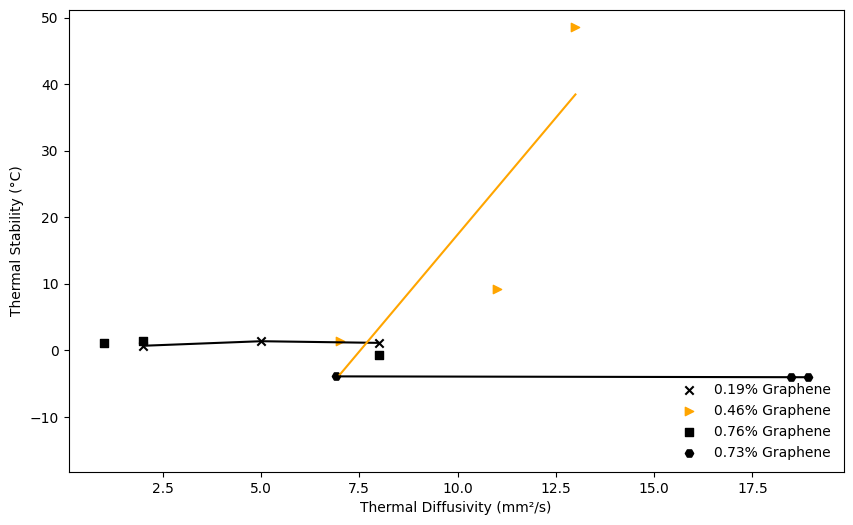 50
40
30
20
10
0
−10
Thermal Stability (°C)
2.5 5.0 7.5 10.0 12.5 15.0 17.5
Thermal Diffusivity (mm²/s)
0.19% Graphene
0.46% Graphene
0.76% Graphene
0.73% Graphene